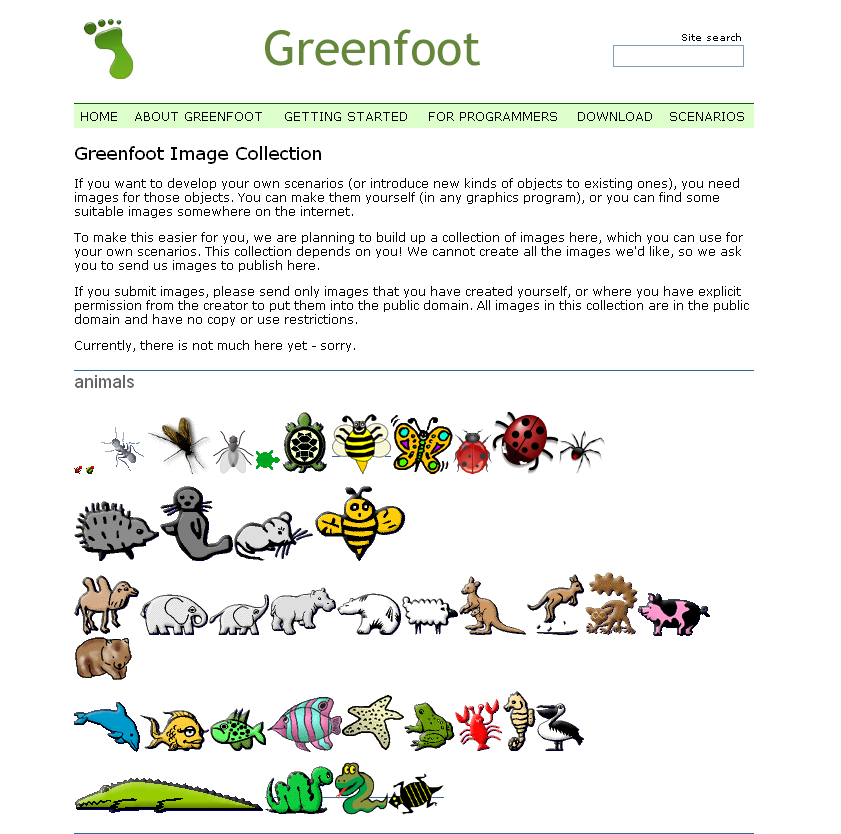 Greenfoot
Site search
HOME ABOUT GREENFOOT GETTING STARTED FOR PROGRAMMERS DOWNLOAD SCENARIOS
Greenfoot Image Collection
If you want to develop your own scenarios (or introduce new kinds of objects to existing ones), you need
images for those objects. You can make them yourself (in any graphics program), or you can find some
suitable images somewhere on the internet.
To make this easier for you, we are planning to build up a collection of images here, which you can use for
your own scenarios. This collection depends on you! We cannot create all the images we'd like, so we ask
you to send us images to publish here.
If you submit images, please send only images that you have created yourself, or where you have explicit
permission from the creator to put them into the public domain. All images in this collection are in the public
domain and have no copy or use restrictions.
Currently, there is not much here yet - sorry.
animals